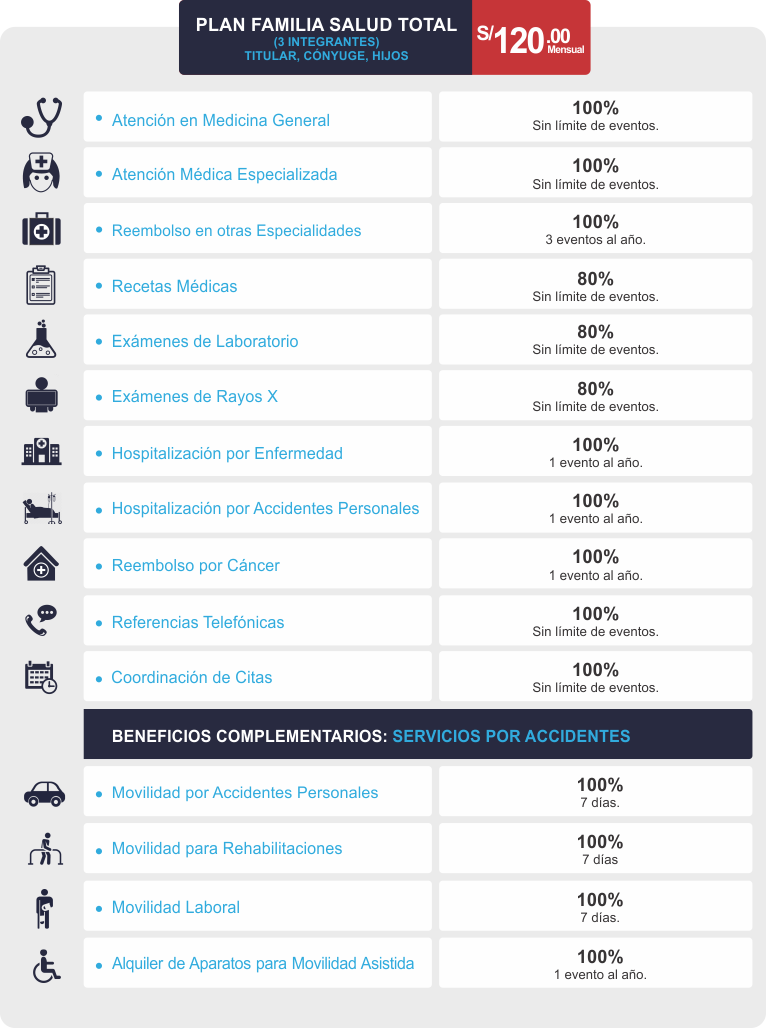 PLAN FAMILIA SALUD TOTAL
(3 INTEGRANTES)
TITULAR, CÓNYUGE, HIJOS
S/120.00
Mensual
• Atención en Medicina General
100%
Sin límite de eventos.
• Atención Médica Especializada
100%
Sin límite de eventos.
• Reembolso en otras Especialidades
100%
3 eventos al año.
• Recetas Médicas
80%
Sin límite de eventos.
• Exámenes de Laboratorio
80%
Sin límite de eventos.
• Exámenes de Rayos X
80%
Sin límite de eventos.
• Hospitalización por Enfermedad
100%
1 evento al año.
• Hospitalización por Accidentes Personales
100%
1 evento al año.
• Reembolso por Cáncer
100%
1 evento al año.
• Referencias Telefónicas
100%
Sin límite de eventos.
• Coordinación de Citas
100%
Sin límite de eventos.
BENEFICIOS COMPLEMENTARIOS: SERVICIOS POR ACCIDENTES
• Movilidad por Accidentes Personales
100%
7 días.
• Movilidad para Rehabilitaciones
100%
7 días
• Movilidad Laboral
100%
7 días.
• Alquiler de Aparatos para Movilidad Asistida
100%
1 evento al año.